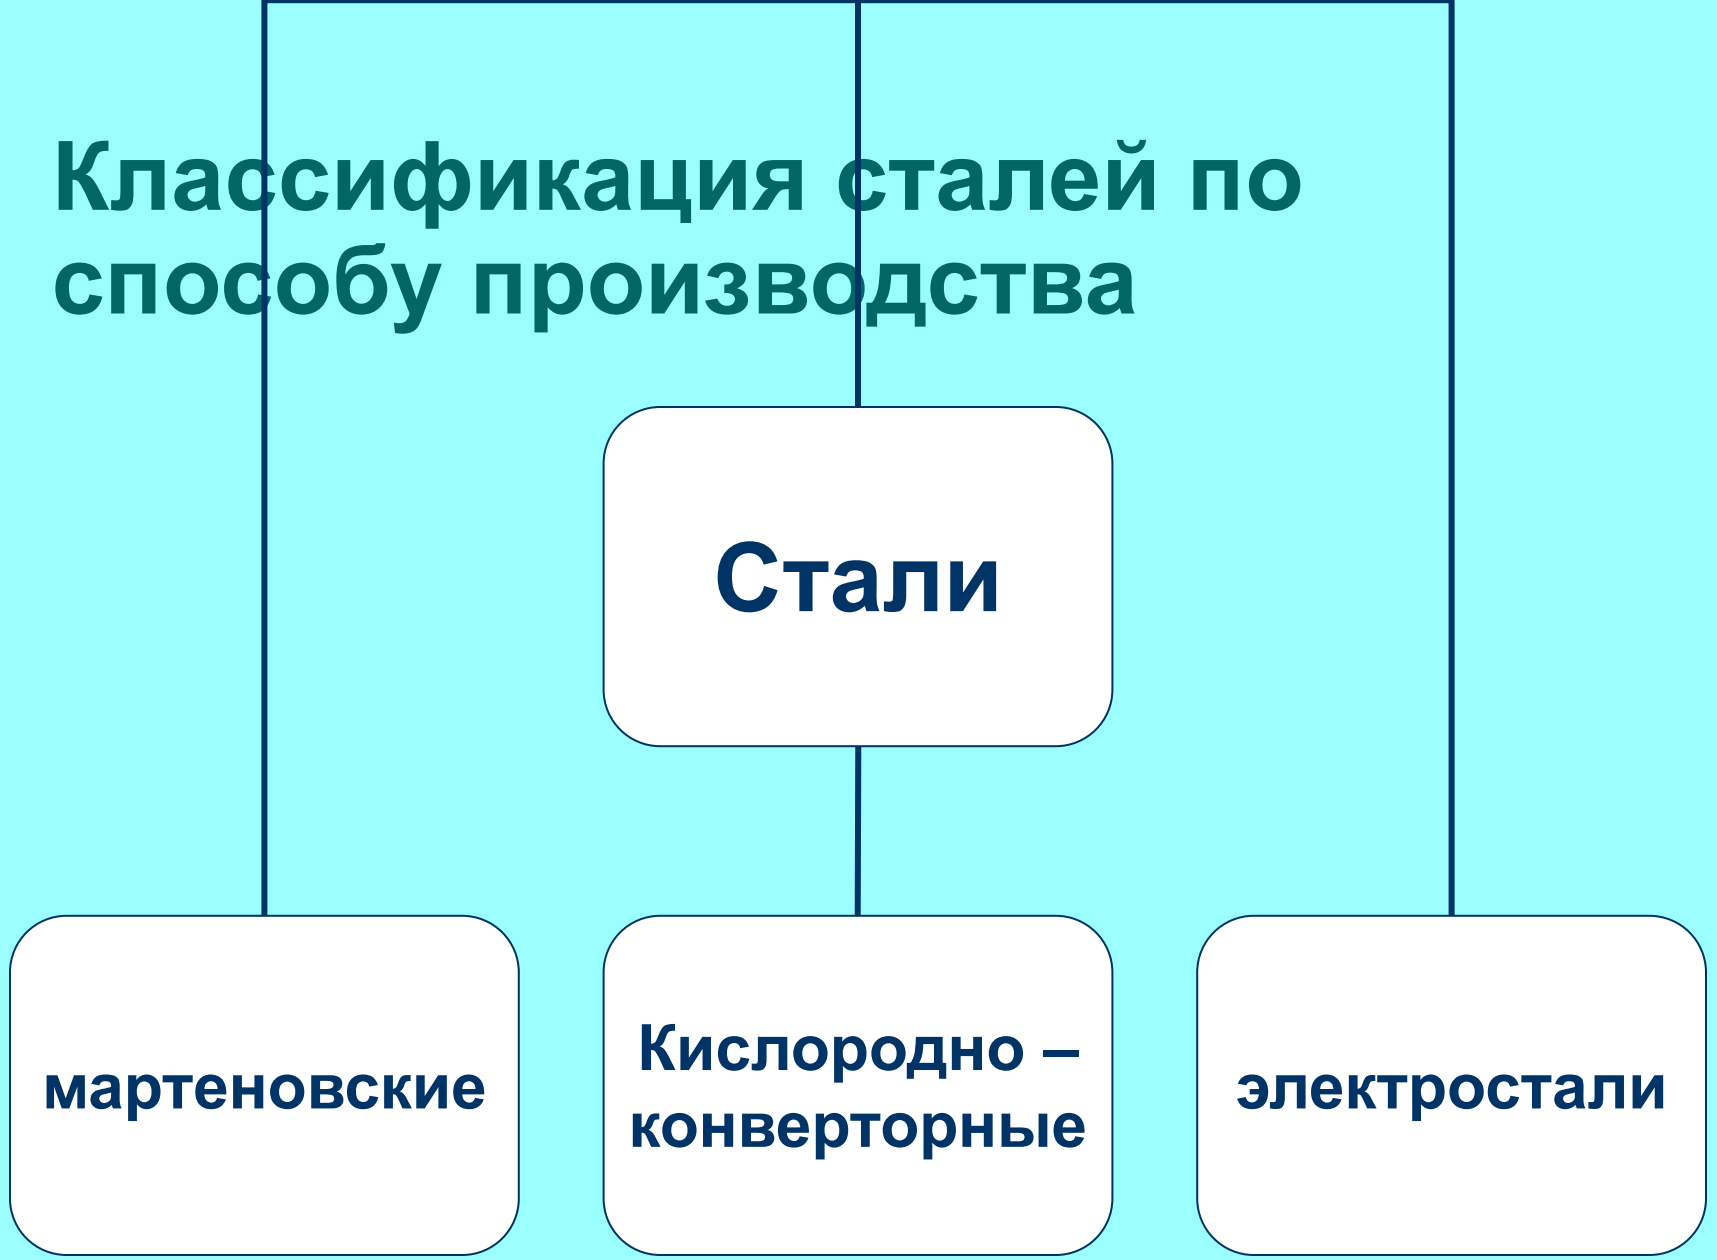 Классификация сталей по
способу производства
Стали
мартеновские
Кислородно –
конверторные
электростали